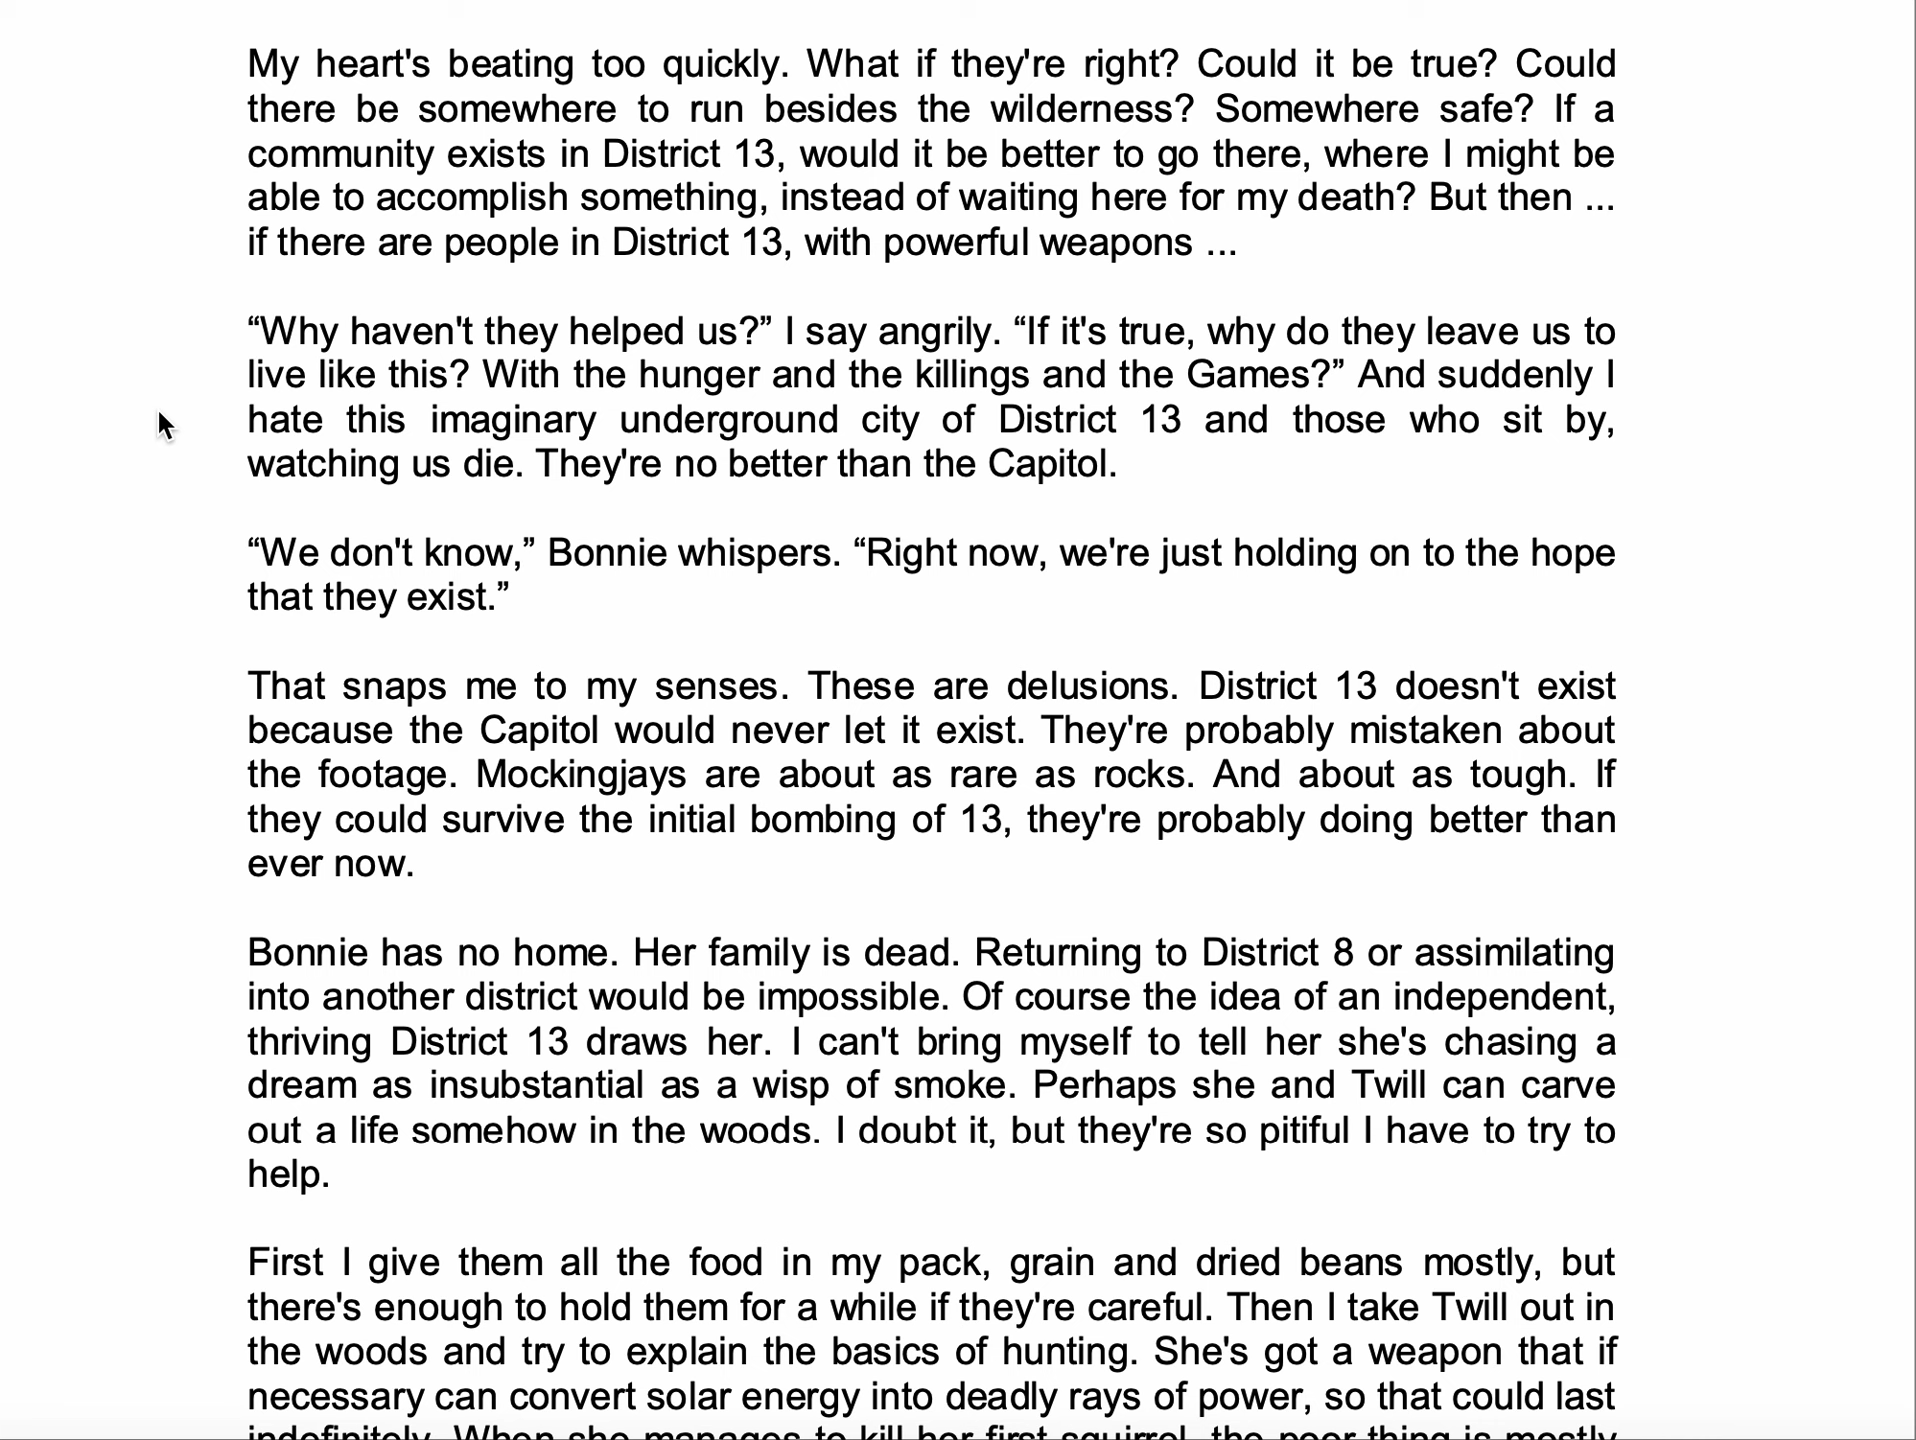 My heart's beating too quickly. What if they're right? Could it be true? Could
there be somewhere to run besides the wilderness? Somewhere safe? If a
community exists in District 13, would it be better to go there, where I might be
able to accomplish something, instead of waiting here for my death? But then ...
if there are people in District 13, with powerful weapons ...
“Why haven't they helped us?” I say angrily. “If it's true, why do they leave us to
live like this? With the hunger and the killings and the Games?” And suddenly I
hate this imaginary underground city of District 13 and those who sit by,
watching us die. They're no better than the Capitol.
“We don't know,” Bonnie whispers. “Right now, we're just holding on to the hope
that they exist.”
That snaps me to my senses. These are delusions. District 13 doesn't exist
because the Capitol would never let it exist. They're probably mistaken about
the footage. Mockingjays are about as rare as rocks. And about as tough. If
they could survive the initial bombing of 13, they're probably doing better than
ever now.
Bonnie has no home. Her family is dead. Returning to District 8 or assimilating
into another district would be impossible. Of course the idea of an independent,
thriving District 13 draws her. I can't bring myself to tell her she's chasing a
dream as insubstantial as a wisp of smoke. Perhaps she and Twill can carve
out a life somehow in the woods. I doubt it, but they're so pitiful I have to try to
help.
First I give them all the food in my pack, grain and dried beans mostly, but
there's enough to hold them for a while if they're careful. Then I take Twill out in
the woods and try to explain the basics of hunting. She's got a weapon that if
necessary can convert solar energy into deadly rays of power, so that could last
indefinitely. When she manages to kill her first squirrel, the poor thing is mostly